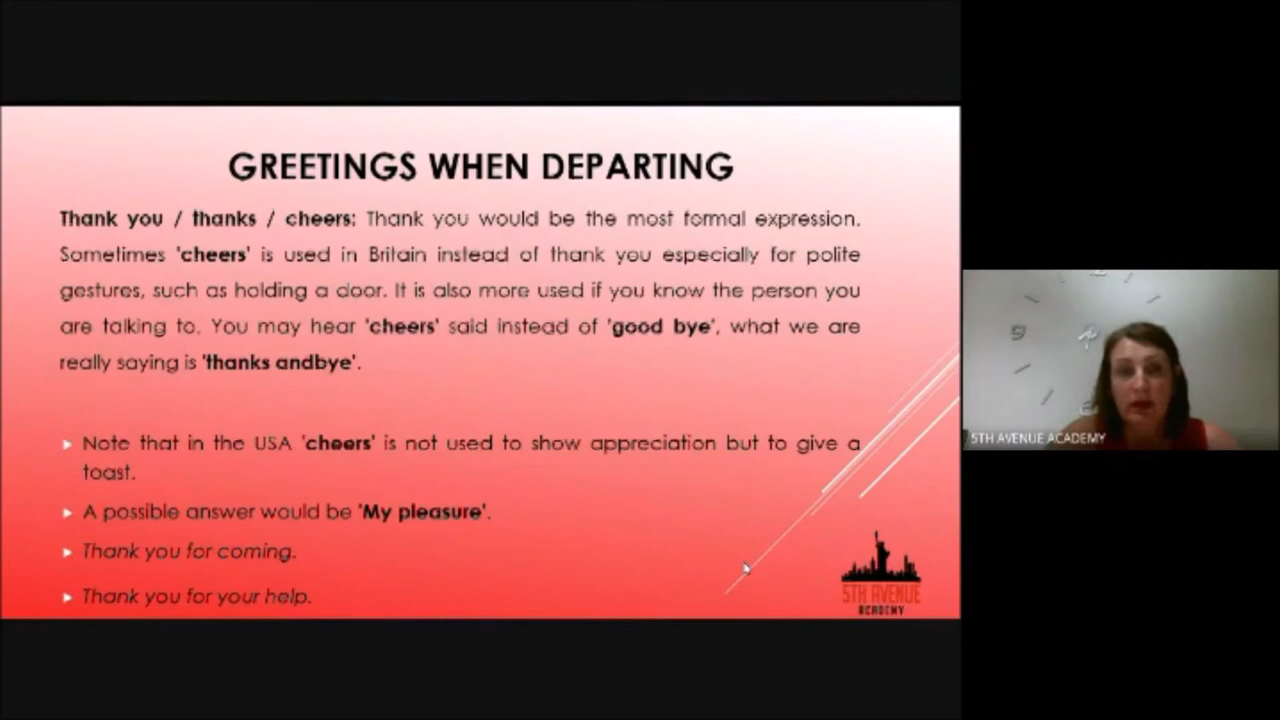 GREETINGS WHEN DEPARTING
Thank you / thanks / cheers: Thank you would be the most formal expression.
Sometimes 'cheers' is used in Britain instead of thank you especially for polite
gestures, such as holding a door. It is also more used if you know the person you
are talking to. You may hear 'cheers' said instead of 'good bye', what we are
really saying is 'thanks andbye'.
Note that in the USA 'cheers' is not used to show appreciation but to give a
toast.
A possible answer would be 'My pleasure'.
Thank you for coming.
Thank you for your help.
5TH AVENUE
ACADEMY
5TH AVENUE ACADEMY